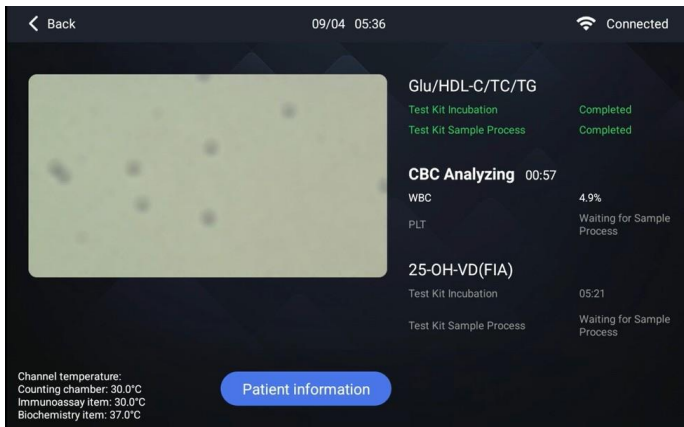 Back
09/04 05:36
Connected
Glu/HDL-C/TC/TG
Test Kit Incubation Completed
Test Kit Sample Process Completed
CBC Analyzing 00:57
WBC 4.9%
PLT Waiting for Sample
Process
25-OH-VD(FIA)
Test Kit Incubation 05:21
Test Kit Sample Process Waiting for Sample
Process
Channel temperature:
Counting chamber: 30.0°C
Immunoassay item: 30.0°C
Biochemistry item: 37.0°C
Patient information